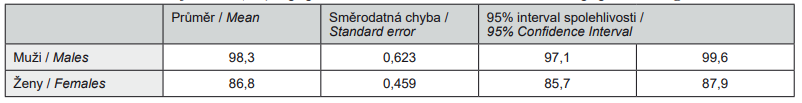 Průměr / Mean
Směrodatná chyba /
Standard error
95% interval spolehlivosti /
95% Confidence Interval
Muži / Males 98,3 0,623 97,1 99,6
Ženy / Females 86,8 0,459 85,7 87,9